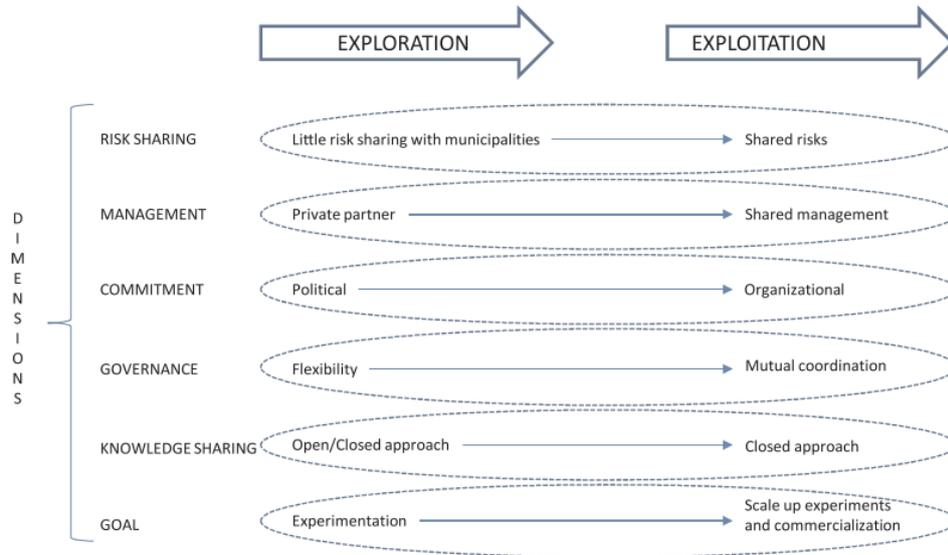 EXPLORATION EXPLOITATION
RISK SHARING Little risk sharing with municipalities Shared risks
MANAGEMENT Private partner Shared management
COMMITMENT Political Organizational
GOVERNANCE Flexibility Mutual coordination
KNOWLEDGE SHARING Open/Closed approach Closed approach
GOAL Experimentation Scale up experiments
and commercialization
DIMENSIONS